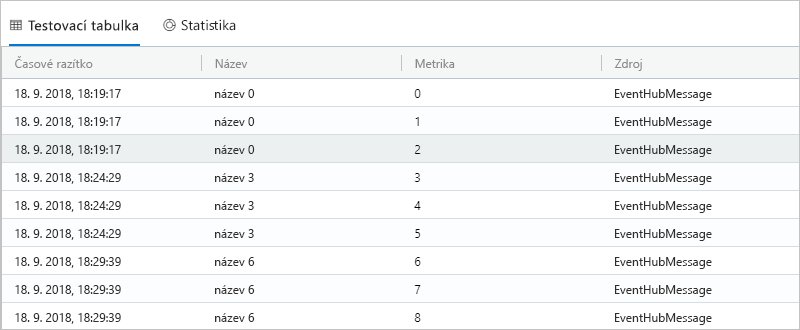 Testovací tabulka Statistika
Časové razítko Název Metrika Zdroj
18. 9. 2018, 18:19:17 název 0 0 EventHubMessage
18. 9. 2018, 18:19:17 název 0 1 EventHubMessage
18. 9. 2018, 18:19:17 název 0 2 EventHubMessage
18. 9. 2018, 18:24:29 název 3 3 EventHubMessage
18. 9. 2018, 18:24:29 název 3 4 EventHubMessage
18. 9. 2018, 18:24:29 název 3 5 EventHubMessage
18. 9. 2018, 18:29:39 název 6 6 EventHubMessage
18. 9. 2018, 18:29:39 název 6 7 EventHubMessage
18. 9. 2018, 18:29:39 název 6 8 EventHubMessage